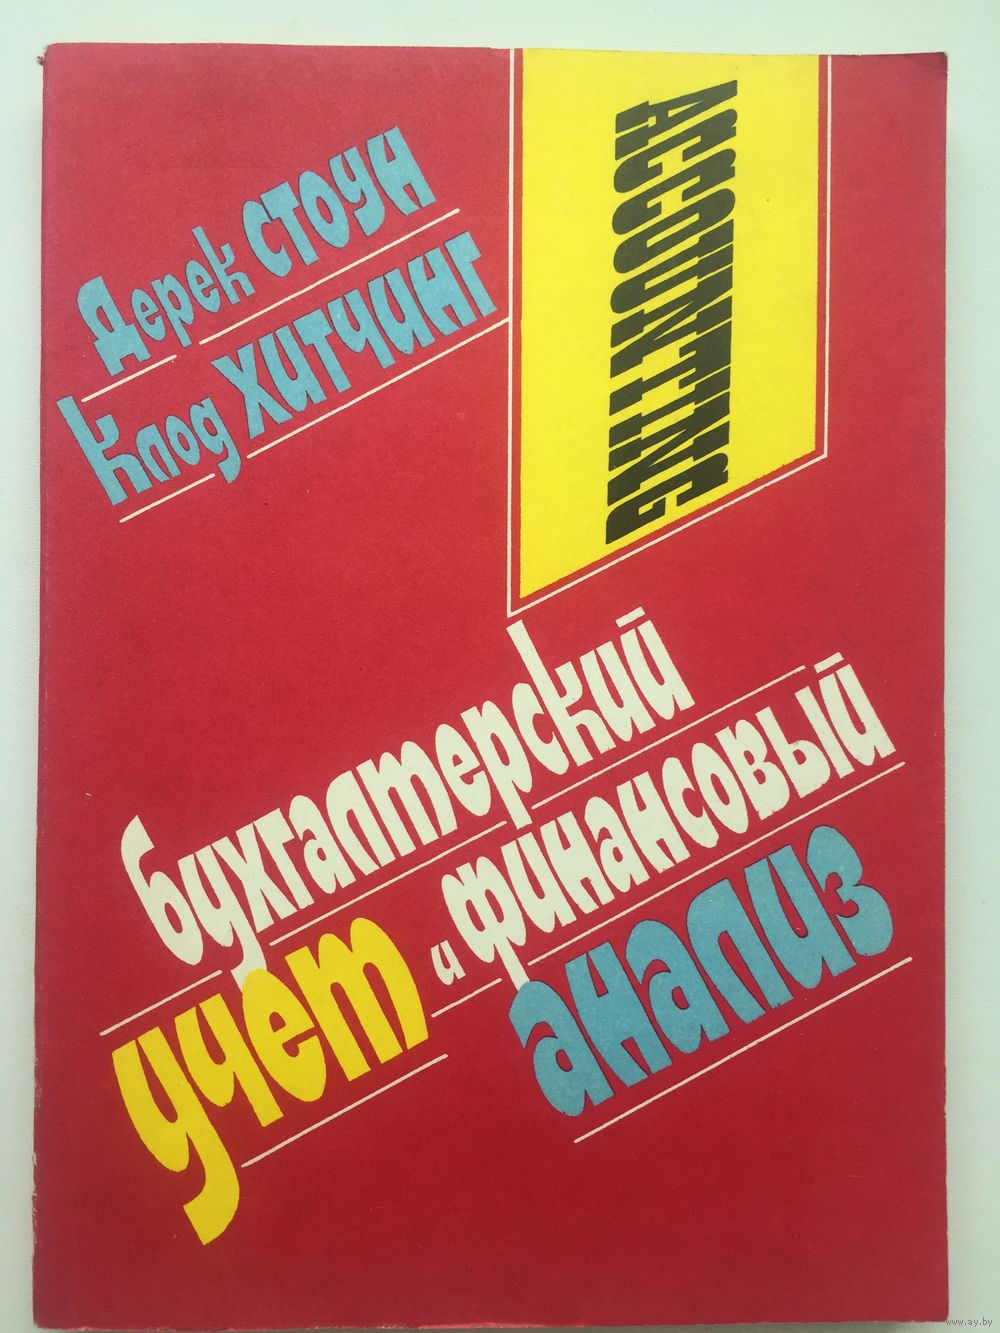 Дерек СТОУН
Клод ХИТЧИНГ
ACCOUNTING
бухгалтерский
учет
и финансовый
анализ
www.ay.by